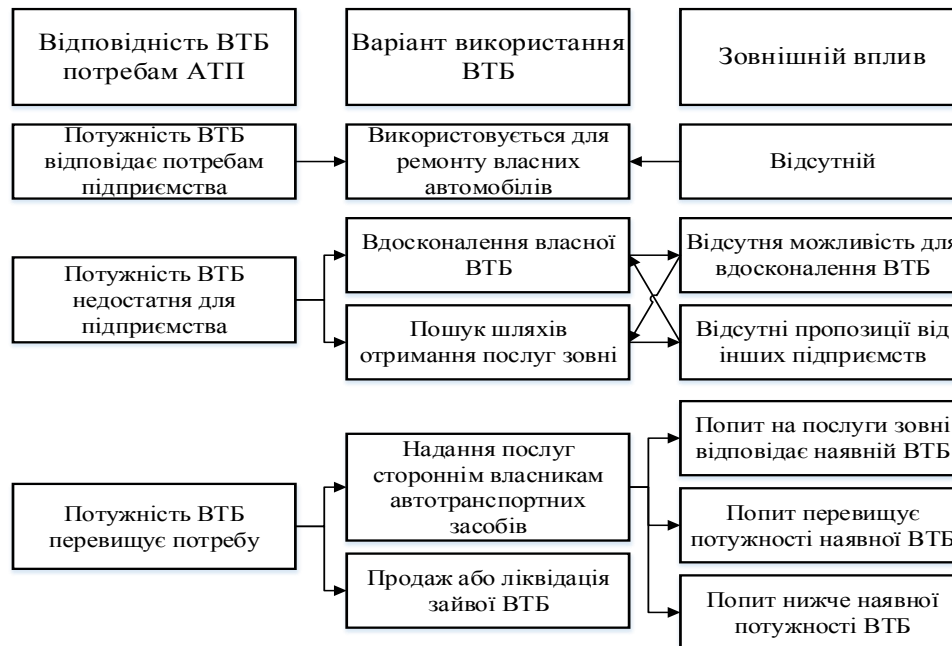 Відповідність ВТБ
потребам АТП
Варіант використання
ВТБ
Зовнішній вплив
Потужність ВТБ
відповідає потребам
підприємства
Використовується для
ремонту власних
автомобілів
Відсутній
Потужність ВТБ
недостатня для
підприємства
Вдосконалення власної
ВТБ
Відсутня можливість для
вдосконалення ВТБ
Пошук шляхів
отримання послуг зовні
Відсутні пропозиції від
інших підприємств
Потужність ВТБ
перевищує потребу
Надання послуг
стороннім власникам
автотранспортних
засобів
Продаж або ліквідація
зайвої ВТБ
Попит на послуги зовні
відповідає наявній ВТБ
Попит перевищує
потужності наявної ВТБ
Попит нижче наявної
потужності ВТБ